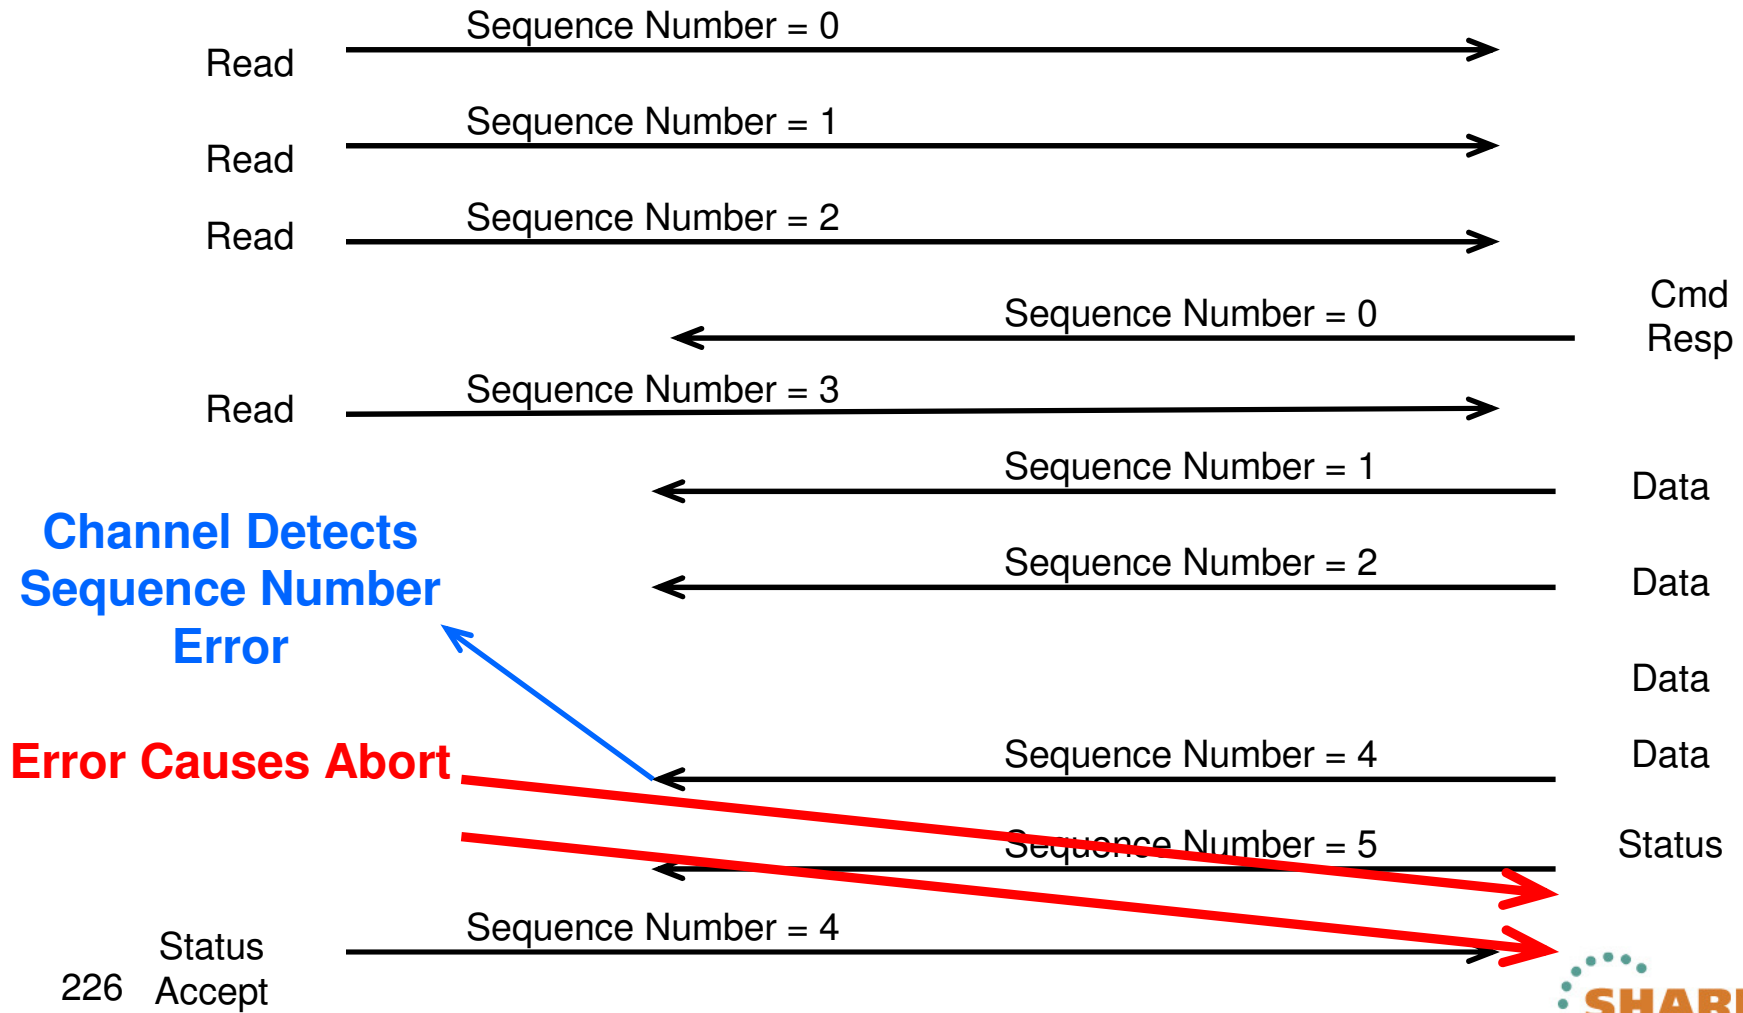 Sequence Number = 0
Read
Sequence Number = 1
Read
Sequence Number = 2
Read
Sequence Number = 0
Cmd
Resp
Sequence Number = 3
Read
Sequence Number = 1
Data
Channel Detects
Sequence Number
Error
Sequence Number = 2
Data
Data
Error Causes Abort
Sequence Number = 4
Data
Sequence Number = 5
Status
Sequence Number = 4
Status
Accept
226